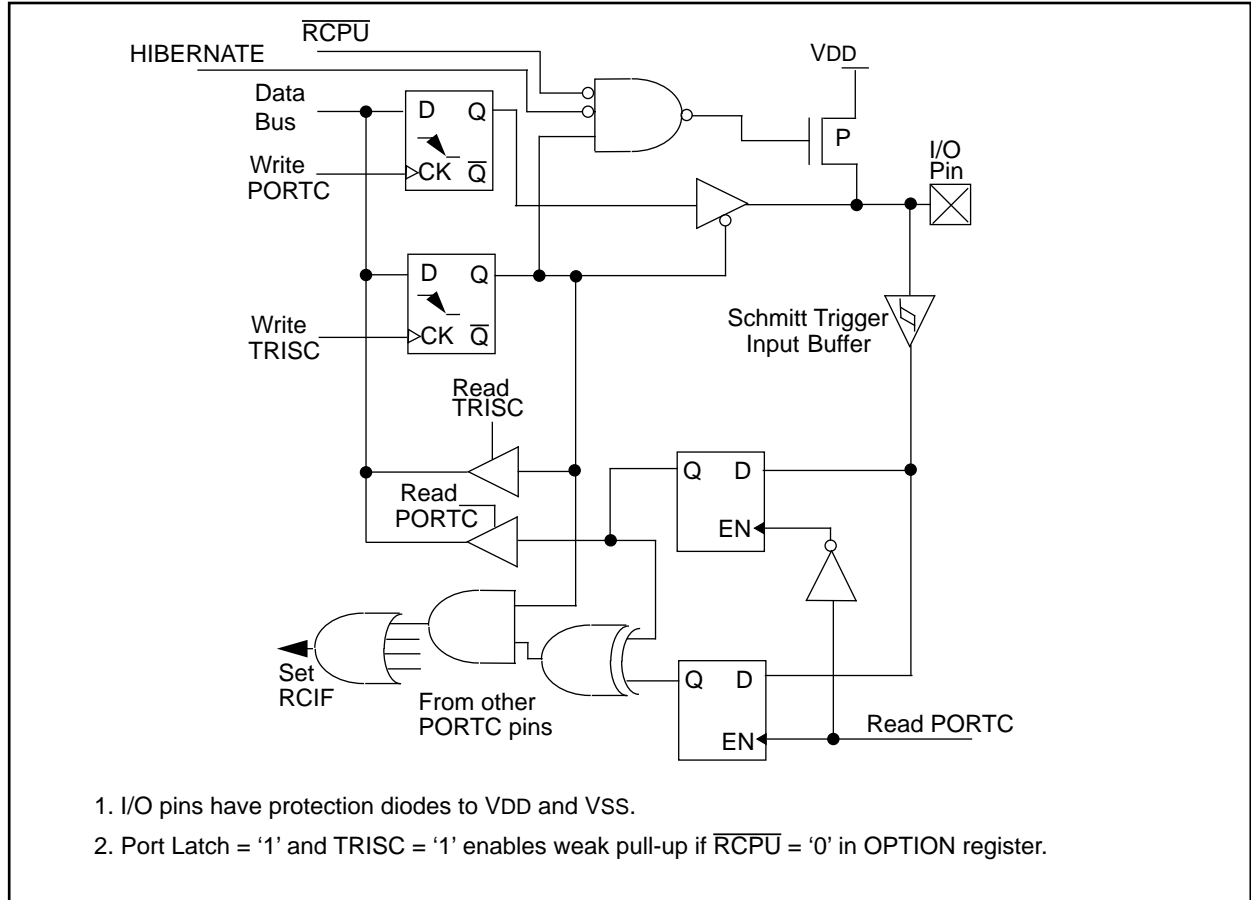 R̅C̅P̅U̅
HIBERNATE
VDD
Data
Bus
D Q
P
I/O
Pin
Write
PORTC
CK Q̅
D Q
Write
TRISC
CK Q̅
Schmitt Trigger
Input Buffer
Read
TRISC
Q D
Read
PORTC
EN
Set
RCIF
From other
PORTC pins
Q D
EN
Read PORTC
1. I/O pins have protection diodes to VDD and VSS.
2. Port Latch = ‘1’ and TRISC = ‘1’ enables weak pull-up if R̅C̅P̅U̅ = ‘0’ in OPTION register.